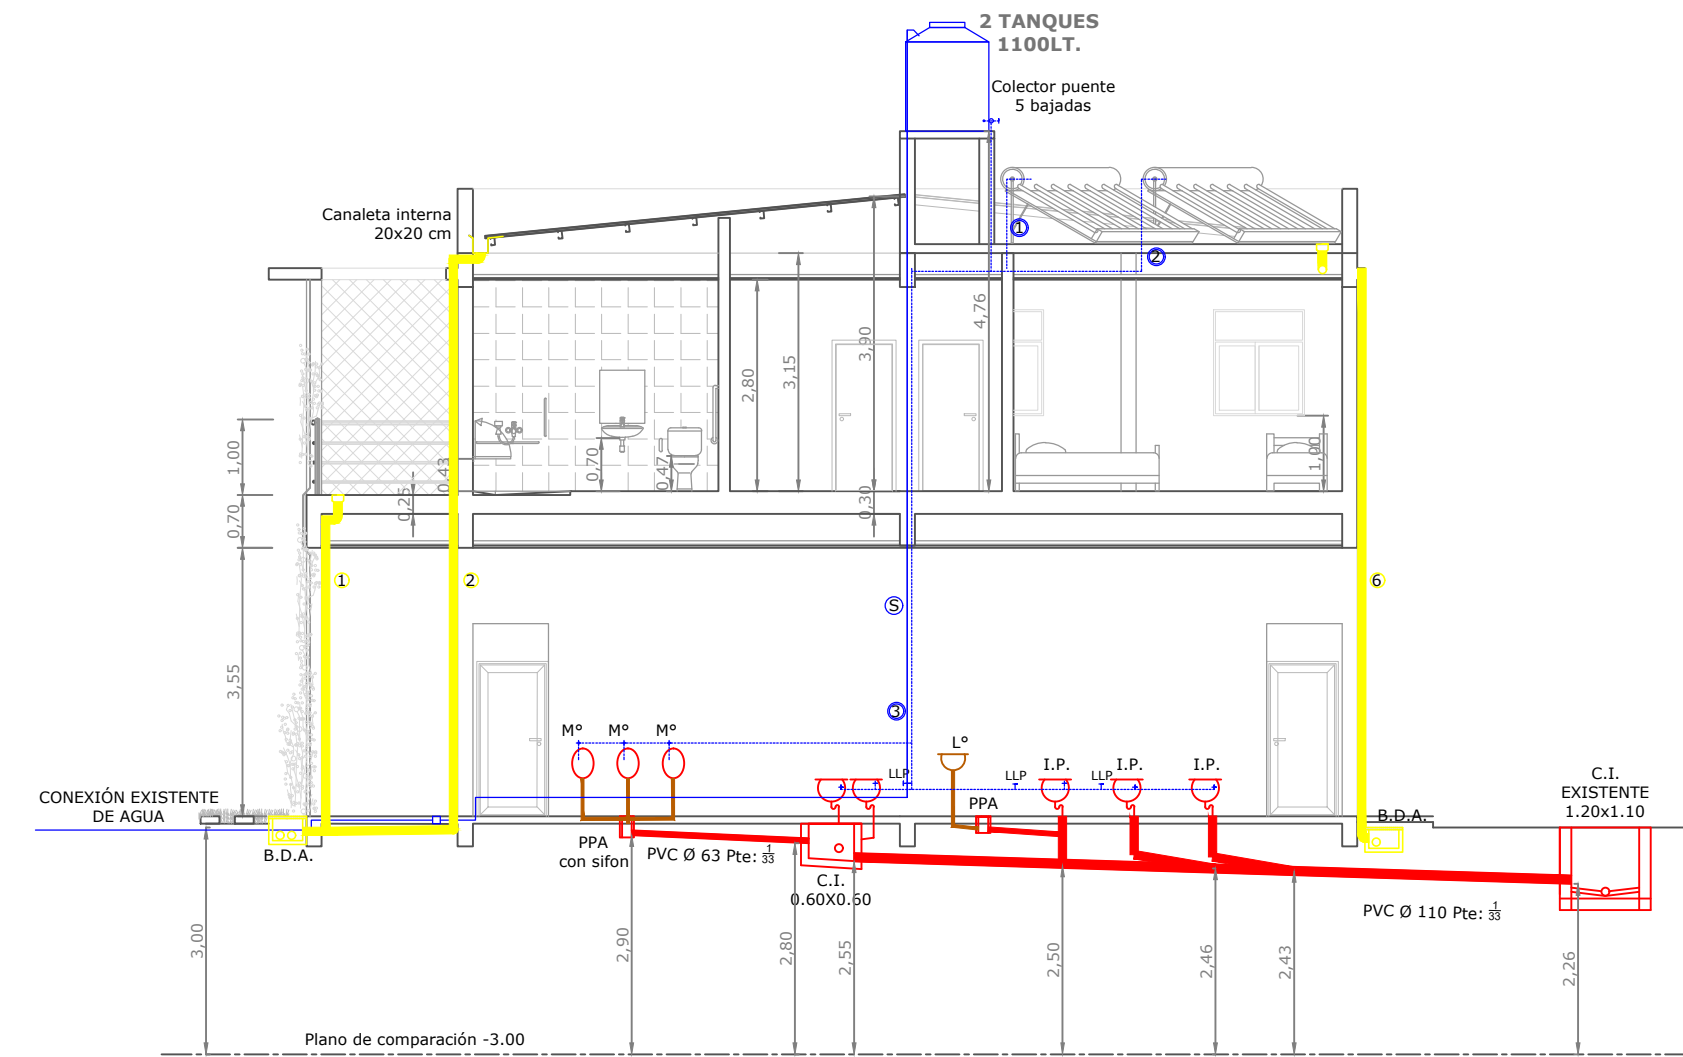 2 TANQUES
1100LT.
Colector puente
5 bajadas
Canaleta interna
20x20 cm
1
2
4,76
3,90
3,15
2,80
1,00
0,43
0,70
0,47
1,00
0,25
0,30
0,70
1
2
S
6
3,55
3
M°
M°
M°
L°
LLP
LLP
LLP
I.P.
I.P.
I.P.
C.I.
EXISTENTE
1.20x1.10
CONEXIÓN EXISTENTE
DE AGUA
PPA
B.D.A.
B.D.A.
PPA
con sifon
PVC Ø 63 Pte: 1/33
C.I.
0.60X0.60
PVC Ø 110 Pte: 1/33
3,00
2,90
2,80
2,55
2,50
2,46
2,43
2,26
Plano de comparación -3.00